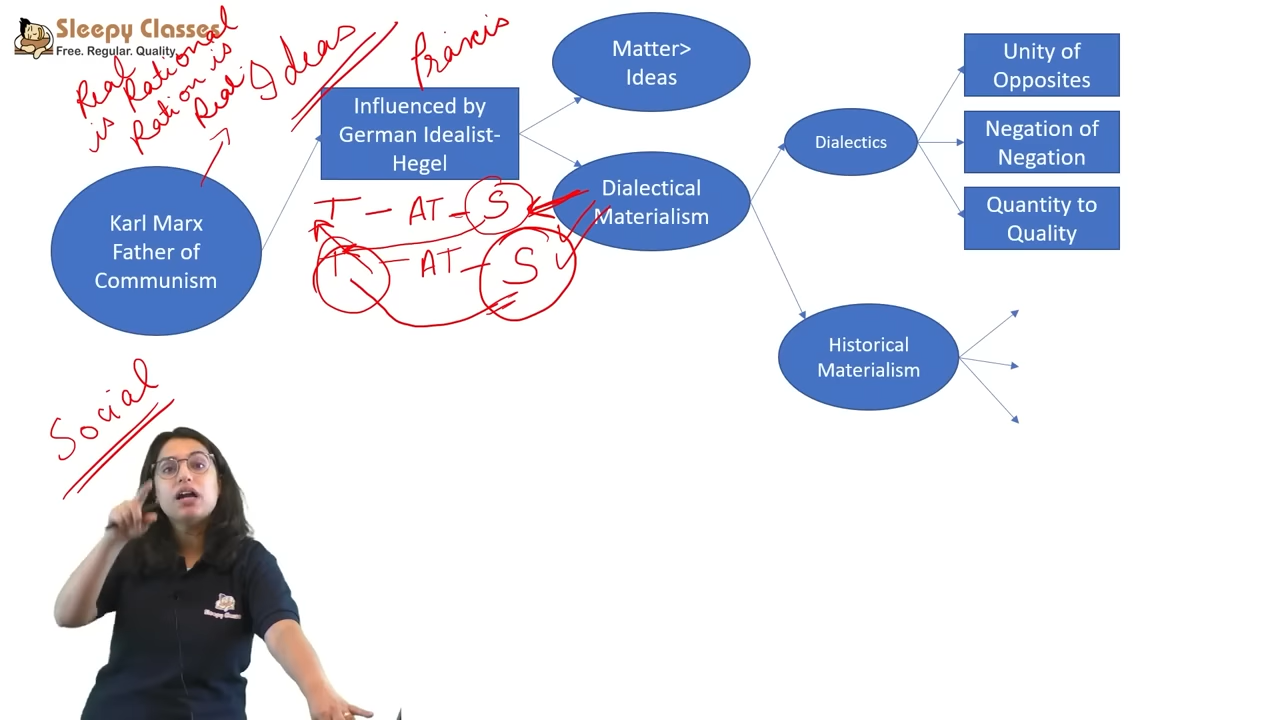 Sleepy Classes
Free. Regular. Quality.
Real
is Rational
Ration is
Real
Ideas
Francis
Karl Marx
Father of
Communism
Influenced by
German Idealist-
Hegel
Matter>
Ideas
Dialectical
Materialism
T - AT - S
T - AT - S
Dialectics
Unity of
Opposites
Negation of
Negation
Quantity to
Quality
Historical
Materialism
Social